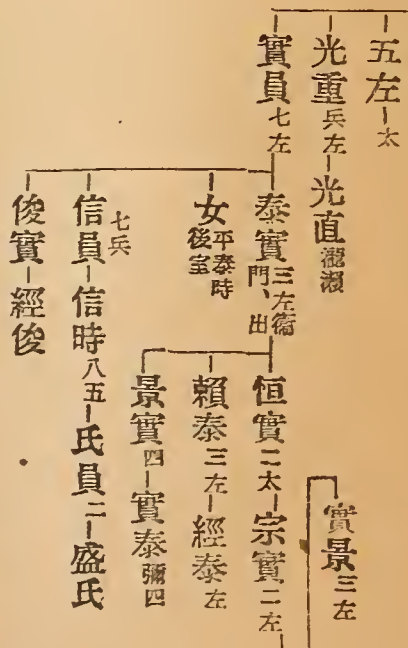 五左―太
光重兵左―光直瀧瀨
實員七左
泰實三左衞門、出
女平泰時後室
信員七兵―信時八五―氏員二―盛氏
俊實―經俊
恒實二太―宗實二左
賴泰三左―經泰左
景實四―實泰彌四
實景三左